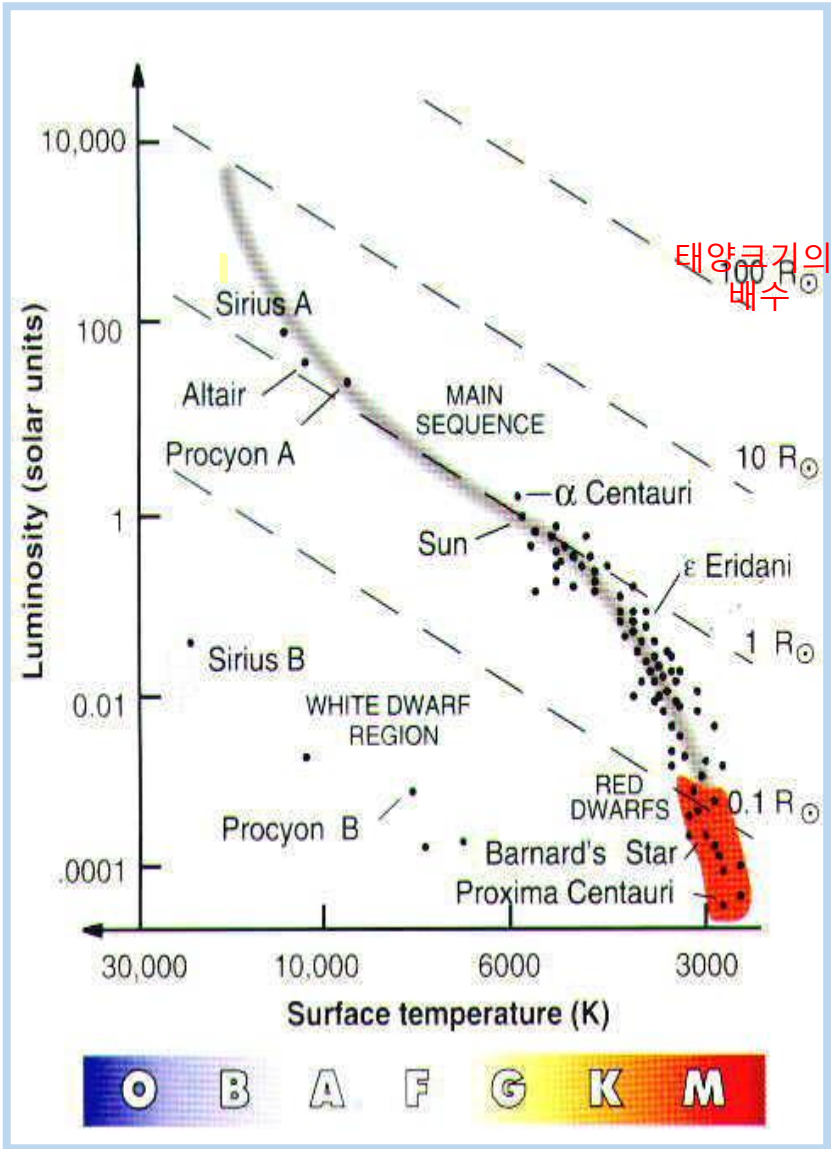 10,000
태양크기의
100 R☉
배수
Sirius A
100
Altair
MAIN
SEQUENCE
Procyon A
10 R☉
α Centauri
1
Sun
ε Eridani
1 R☉
Sirius B
0.01
WHITE DWARF
REGION
RED
DWARFS
0.1 R☉
Procyon B
Barnard's Star
.0001
Proxima Centauri
Luminosity (solar units)
30,000 10,000 6000 3000
Surface temperature (K)
O B A F G K M